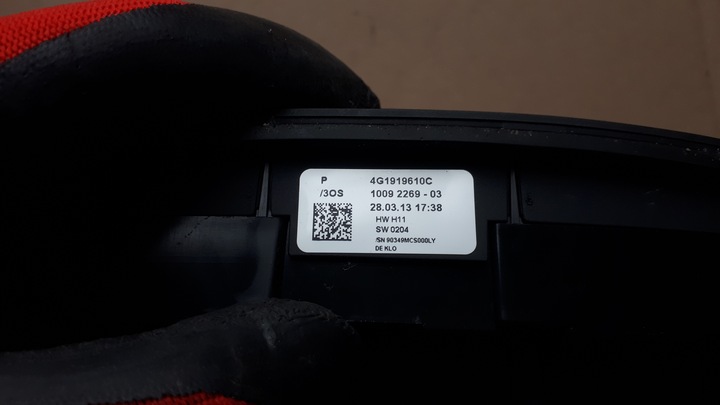 P 4G1919610C
/3OS 1009 2269 - 03
28.03.13 17:38
HW H11
SW 0204
/SN 90349MCS000LY
DE KLO